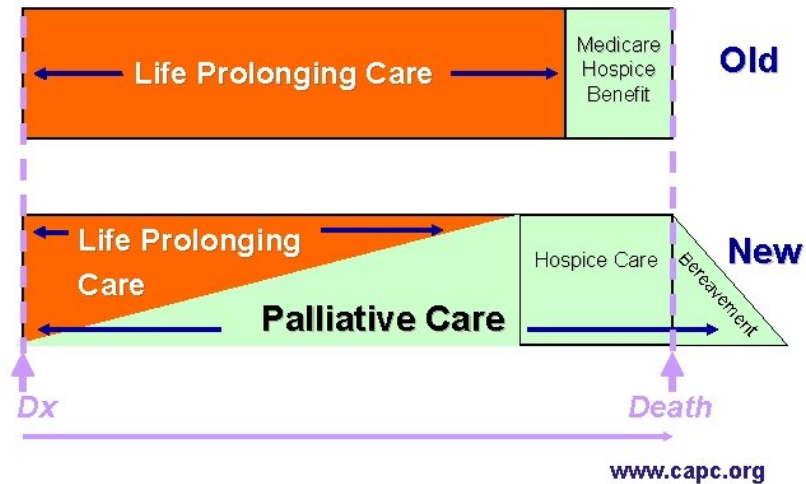 Life Prolonging Care
Medicare
Hospice
Benefit
Old
Life Prolonging
Care
Hospice Care
Bereavement
New
Palliative Care
Dx
Death
www.capc.org